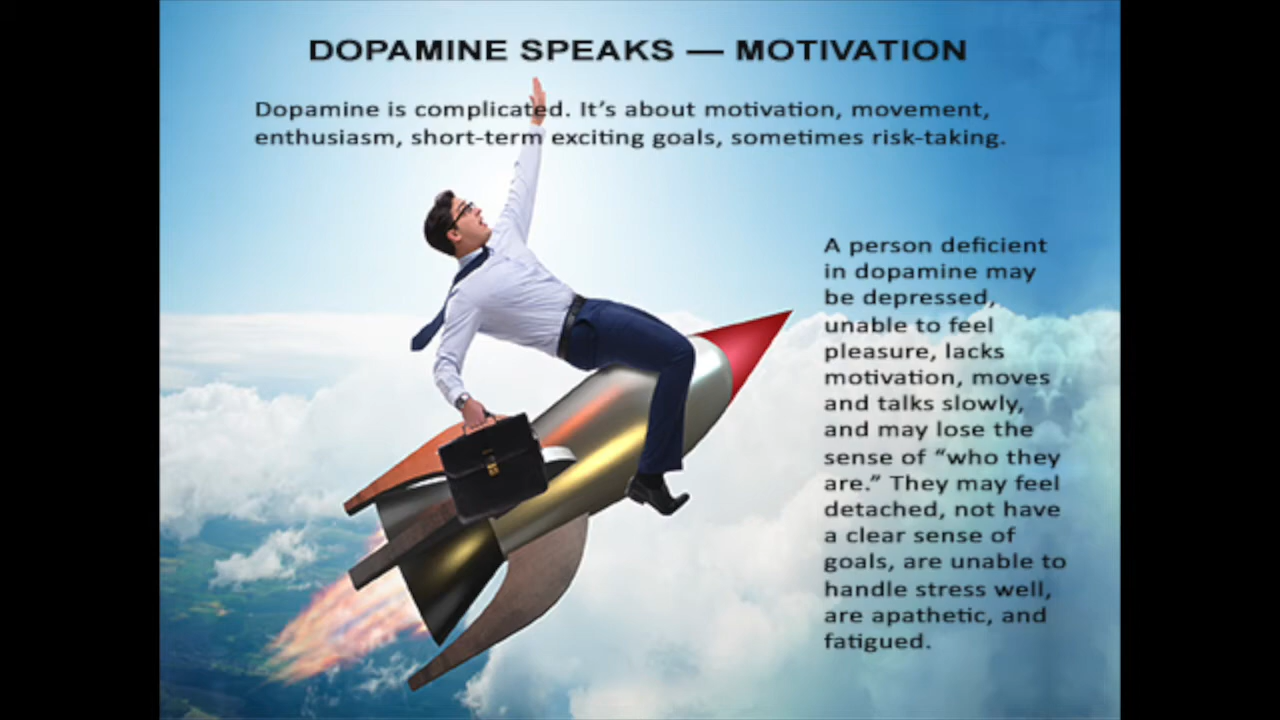 DOPAMINE SPEAKS — MOTIVATION
Dopamine is complicated. It’s about motivation, movement,
enthusiasm, short-term exciting goals, sometimes risk-taking.
A person deficient
in dopamine may
be depressed,
unable to feel
pleasure, lacks
motivation, moves
and talks slowly,
and may lose the
sense of “who they
are.” They may feel
detached, not have
a clear sense of
goals, are unable to
handle stress well,
are apathetic, and
fatigued.